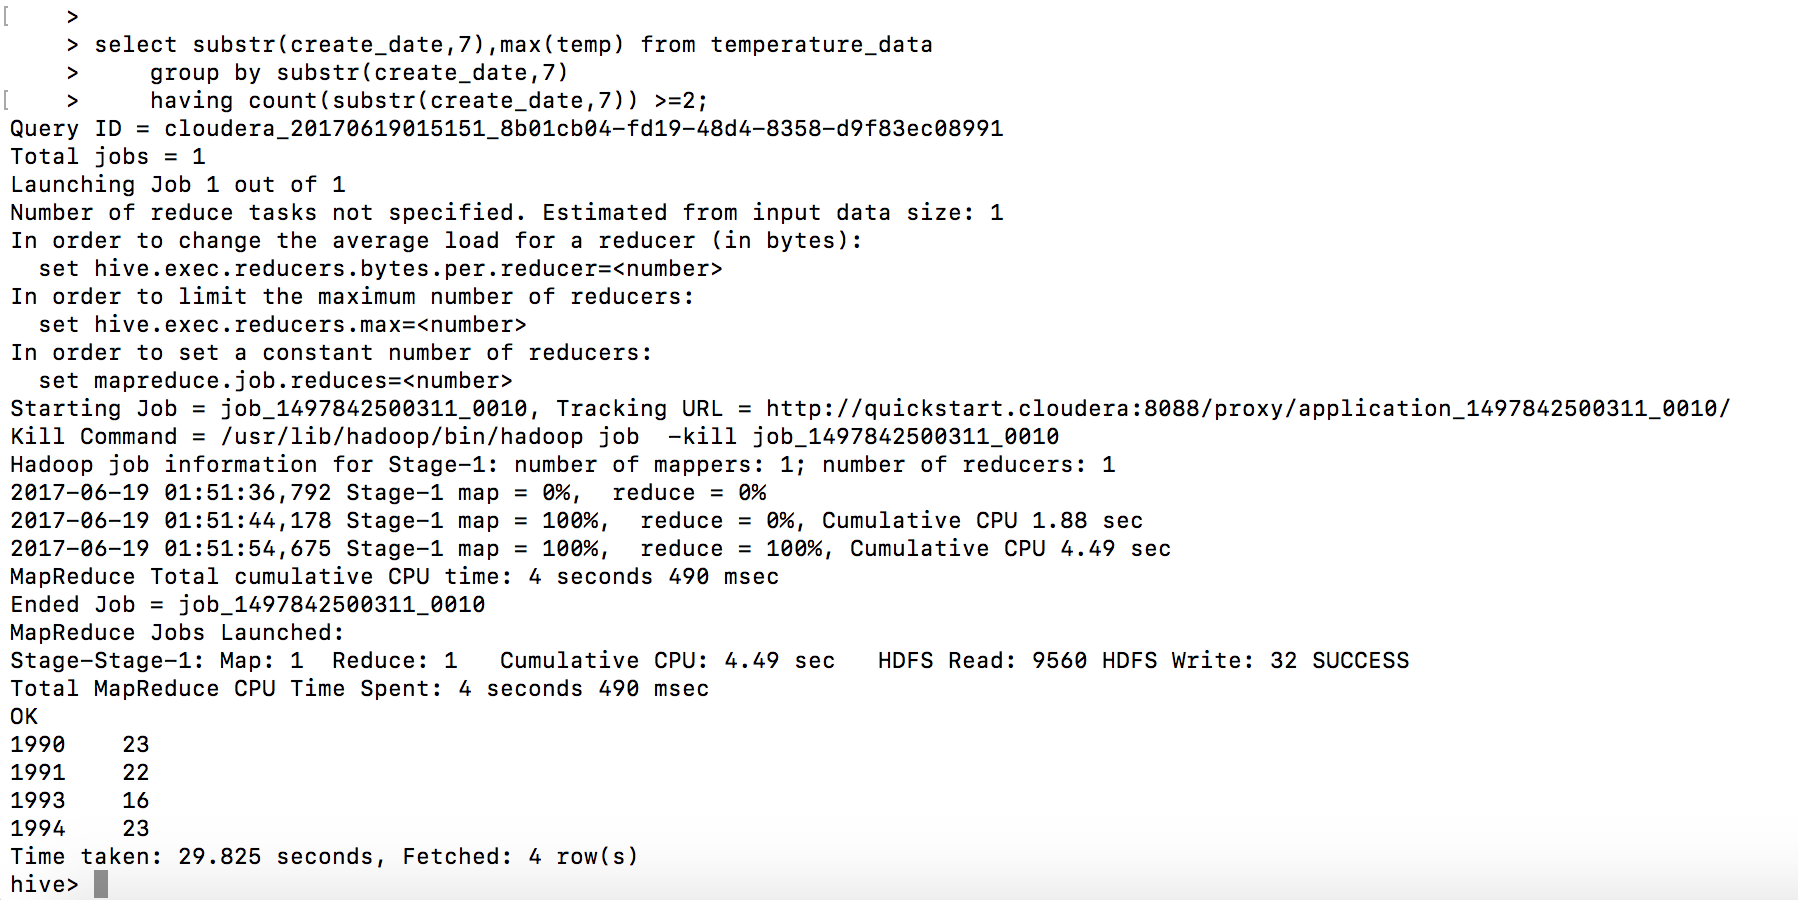 [    >
     > select substr(create_date,7),max(temp) from temperature_data
     >     group by substr(create_date,7)
[    >     having count(substr(create_date,7)) >=2;
Query ID = cloudera_20170619015151_8b01cb04-fd19-48d4-8358-d9f83ec08991
Total jobs = 1
Launching Job 1 out of 1
Number of reduce tasks not specified. Estimated from input data size: 1
In order to change the average load for a reducer (in bytes):
  set hive.exec.reducers.bytes.per.reducer=<number>
In order to limit the maximum number of reducers:
  set hive.exec.reducers.max=<number>
In order to set a constant number of reducers:
  set mapreduce.job.reduces=<number>
Starting Job = job_1497842500311_0010, Tracking URL = http://quickstart.cloudera:8088/proxy/application_1497842500311_0010/
Kill Command = /usr/lib/hadoop/bin/hadoop job  -kill job_1497842500311_0010
Hadoop job information for Stage-1: number of mappers: 1; number of reducers: 1
2017-06-19 01:51:36,792 Stage-1 map = 0%,  reduce = 0%
2017-06-19 01:51:44,178 Stage-1 map = 100%,  reduce = 0%, Cumulative CPU 1.88 sec
2017-06-19 01:51:54,675 Stage-1 map = 100%,  reduce = 100%, Cumulative CPU 4.49 sec
MapReduce Total cumulative CPU time: 4 seconds 490 msec
Ended Job = job_1497842500311_0010
MapReduce Jobs Launched:
Stage-Stage-1: Map: 1  Reduce: 1   Cumulative CPU: 4.49 sec   HDFS Read: 9560 HDFS Write: 32 SUCCESS
Total MapReduce CPU Time Spent: 4 seconds 490 msec
OK
1990    23
1991    22
1993    16
1994    23
Time taken: 29.825 seconds, Fetched: 4 row(s)
hive>